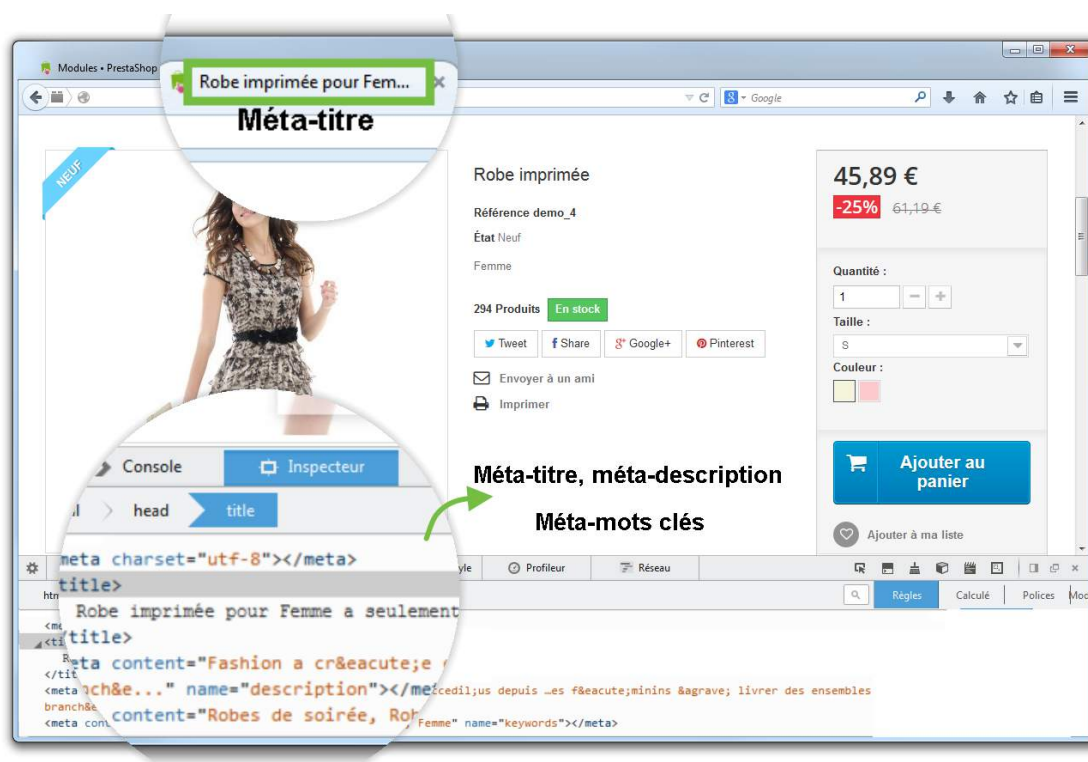 Modules • PrestaShop
Robe imprimée pour Fem...
Méta-titre
Google
NEUF
Robe imprimée
Référence demo_4
État Neuf
Femme
294 Produits En stock
Tweet Share Google+ Pinterest
Envoyer à un ami
Imprimer
45,89 €
-25% 61,19 €
Quantité :
1
Taille :
S
Couleur :
Ajouter au
panier
Ajouter à ma liste
Méta-titre, méta-description
Méta-mots clés
Console Inspecteur
head title
Profileur Réseau
Règles Calculé Polices
meta charset="utf-8"></meta>
title>
Robe imprimée pour Femme a seulement
title>
content="Fashion a cr&eacute;e
nch&e..." name="description"></me
cedil;us depuis …es f&eacute;minins &agrave; livrer des ensembles
content="Robes de soirée,
Femme" name="keywords"></meta>